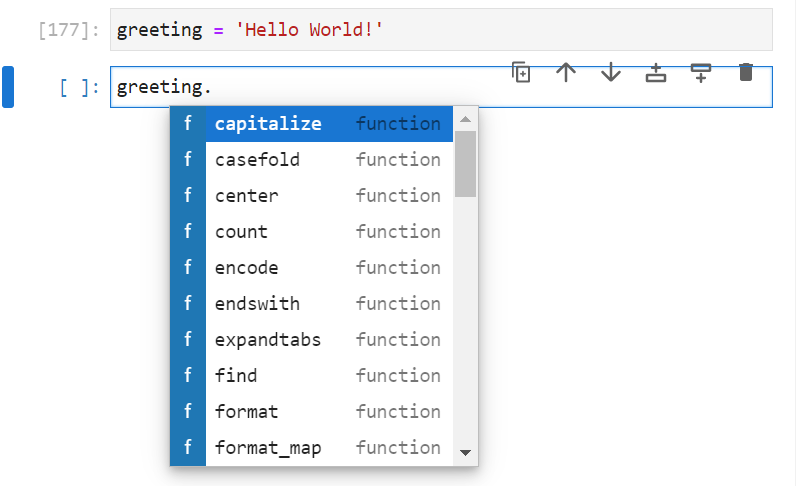 [177]: greeting = 'Hello World!'
[ ]: greeting.
f capitalize function
f casefold function
f center function
f count function
f encode function
f endswith function
f expandtabs function
f find function
f format function
f format_map function